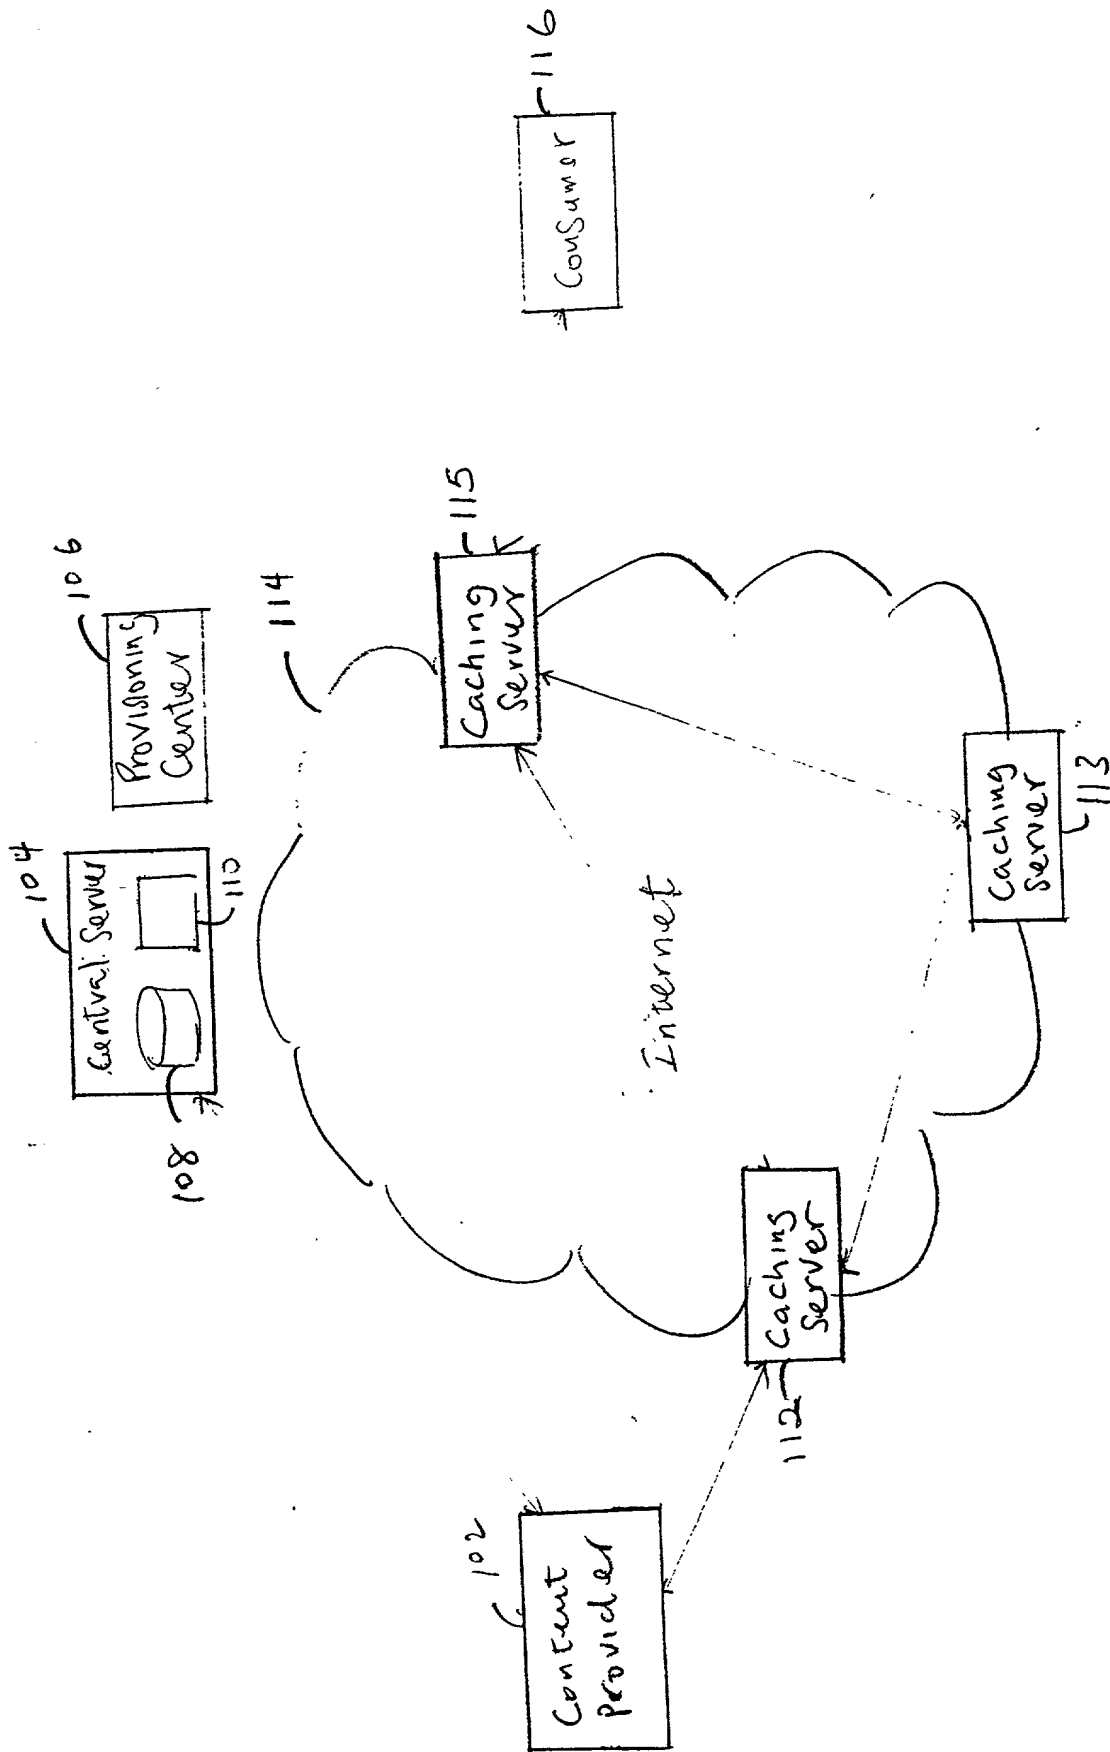 104
Central Server
108
110
106
Provisioning
Center
114
115
Caching
Server
116
Consumer
Internet
102
Content
Provider
112
Caching
Server
Caching
Server
113